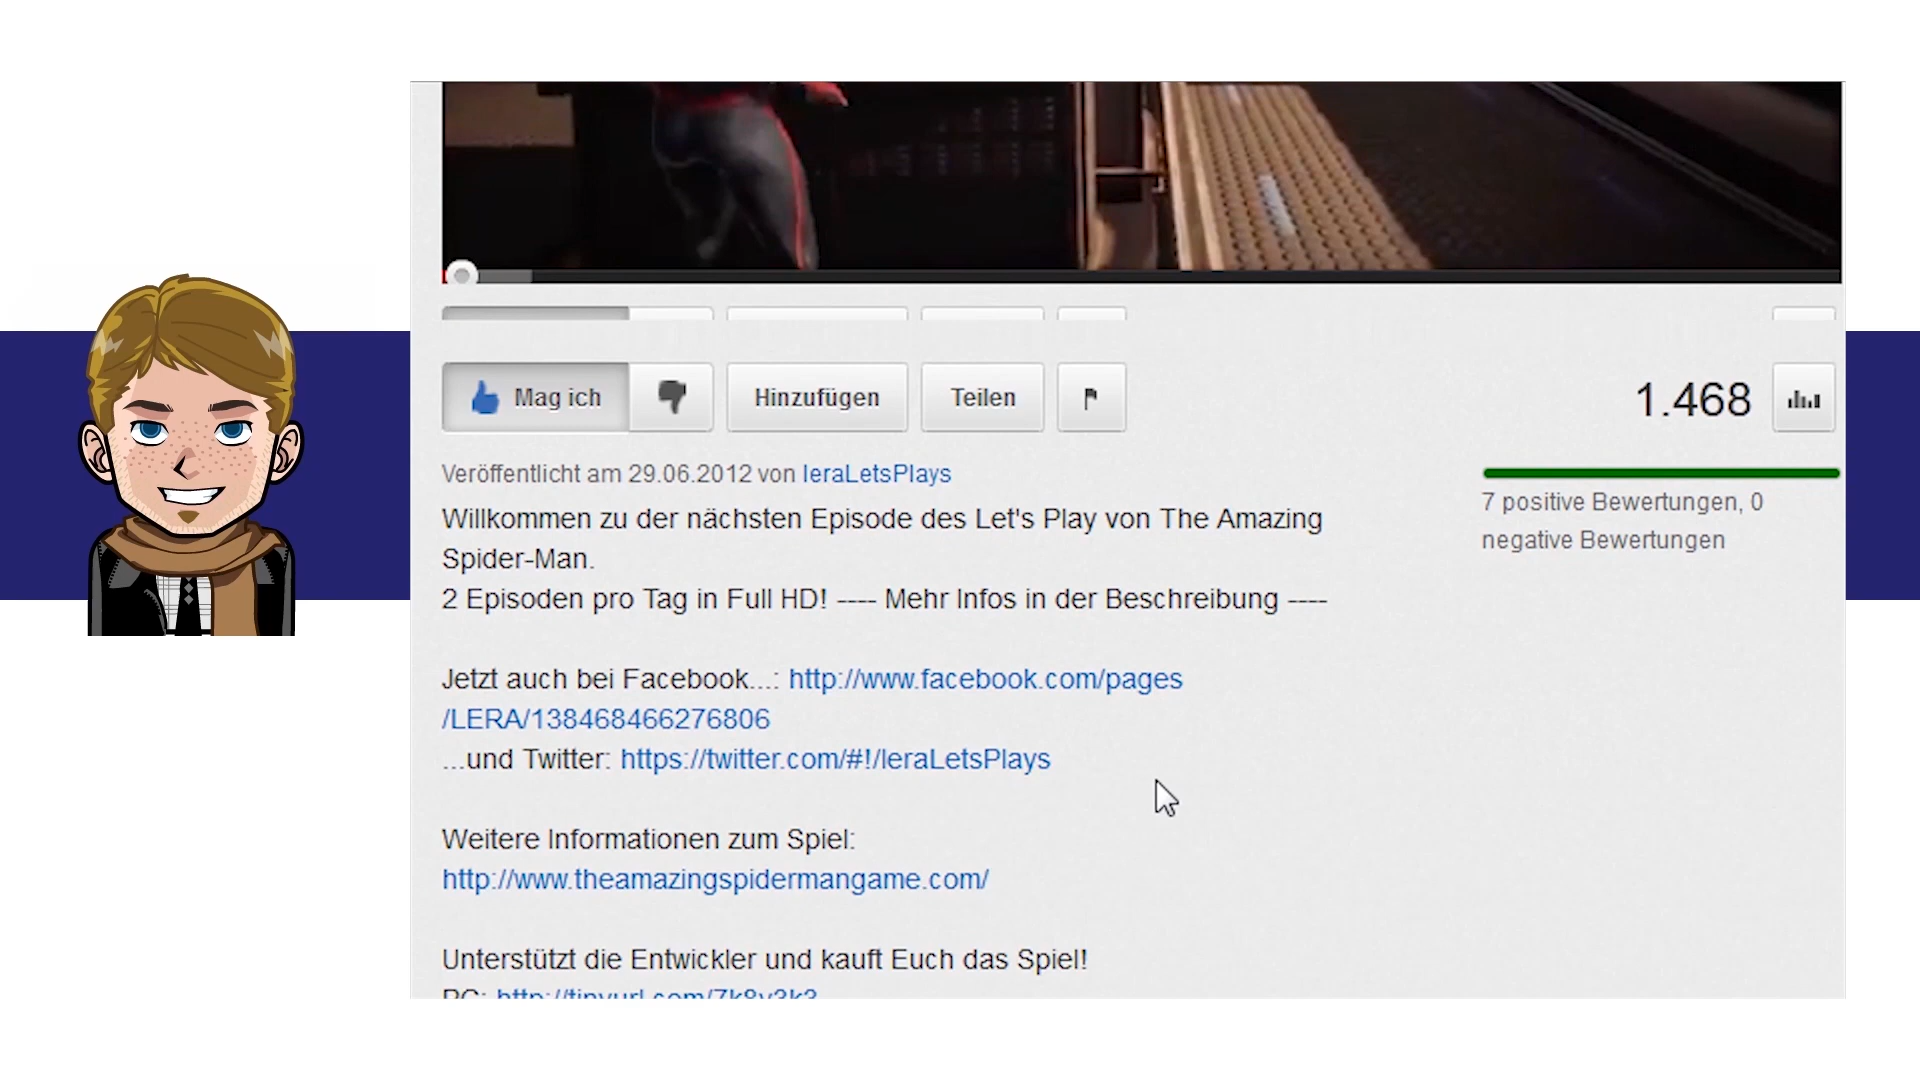 Mag ich
Hinzufügen
Teilen
1.468
Veröffentlicht am 29.06.2012 von leraLetsPlays
7 positive Bewertungen, 0
negative Bewertungen
Willkommen zu der nächsten Episode des Let's Play von The Amazing
Spider-Man.
2 Episoden pro Tag in Full HD! ---- Mehr Infos in der Beschreibung ----
Jetzt auch bei Facebook...: http://www.facebook.com/pages
/LERA/138468466276806
...und Twitter: https://twitter.com/#!/leraLetsPlays
Weitere Informationen zum Spiel:
http://www.theamazingspidermangame.com/
Unterstützt die Entwickler und kauft Euch das Spiel!
PC: